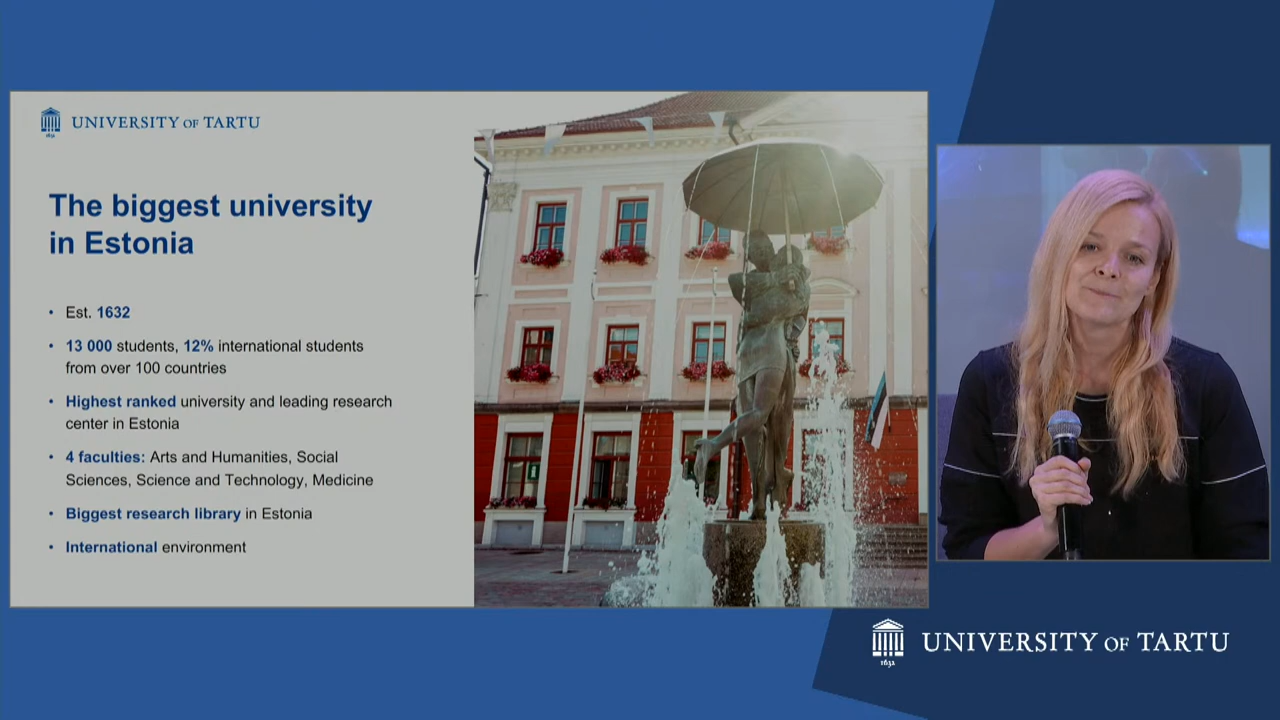 UNIVERSITY OF TARTU
1632
The biggest university
in Estonia
• Est. 1632
• 13 000 students, 12% international students
from over 100 countries
• Highest ranked university and leading research
center in Estonia
• 4 faculties: Arts and Humanities, Social
Sciences, Science and Technology, Medicine
• Biggest research library in Estonia
• International environment
UNIVERSITY OF TARTU
1632